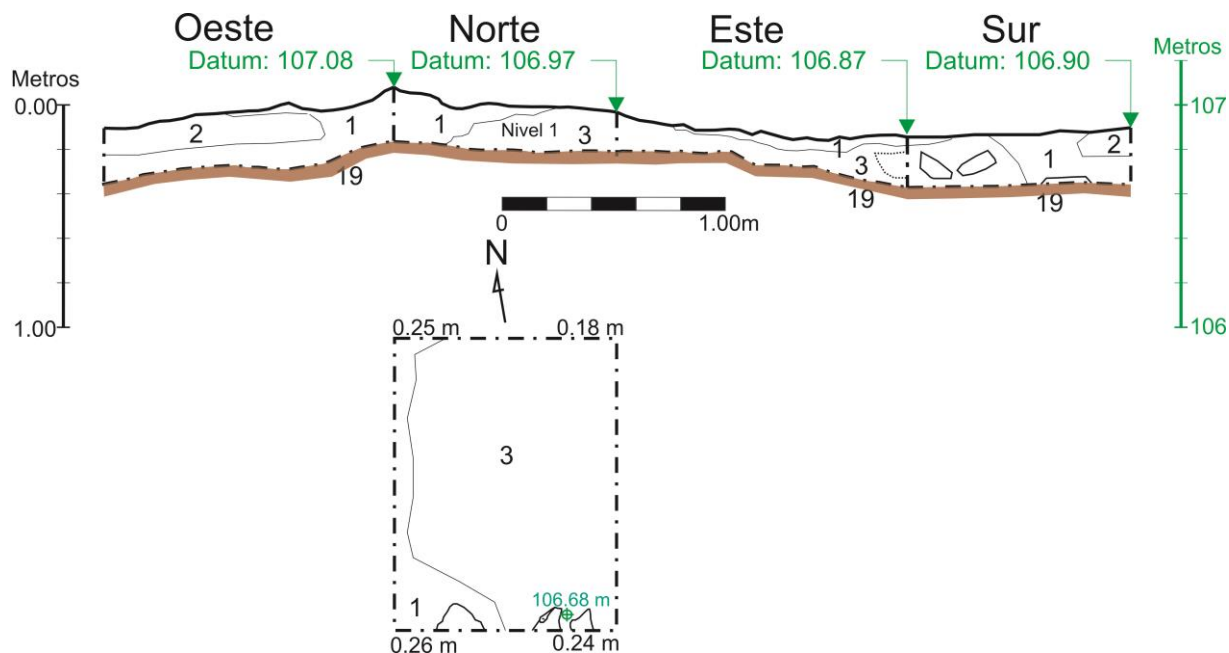 Oeste Norte Este Sur
Datum: 107.08 Datum: 106.97 Datum: 106.87 Datum: 106.90
Metros Metros
0.00 107
2 1 1 Nivel 1 3 1 3 1 2
19 19 19
0 1.00m
N
1.00 106
0.25 m 0.18 m
3
106.68 m
1
0.26 m 0.24 m